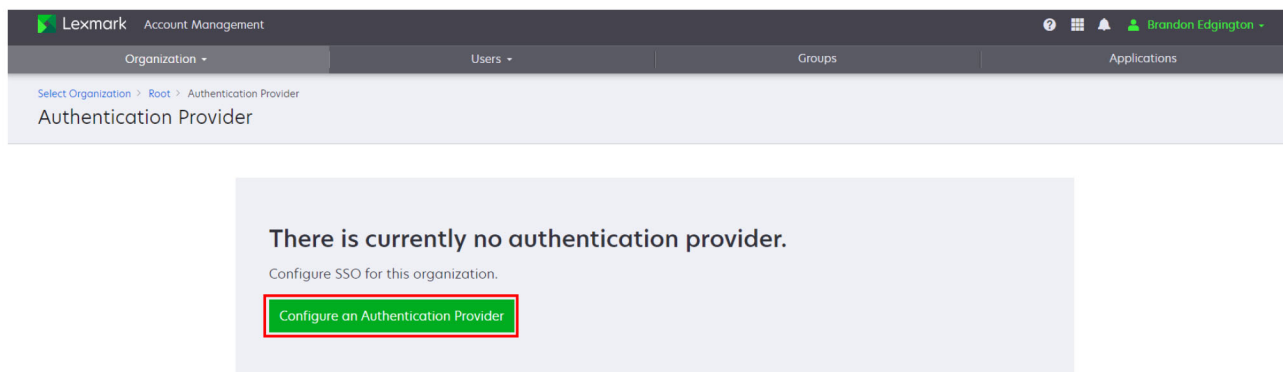 Lexmark Account Management
Brandon Edgington
Organization Users Groups Applications
Select Organization > Root > Authentication Provider
Authentication Provider
There is currently no authentication provider.
Configure SSO for this organization.
Configure an Authentication Provider